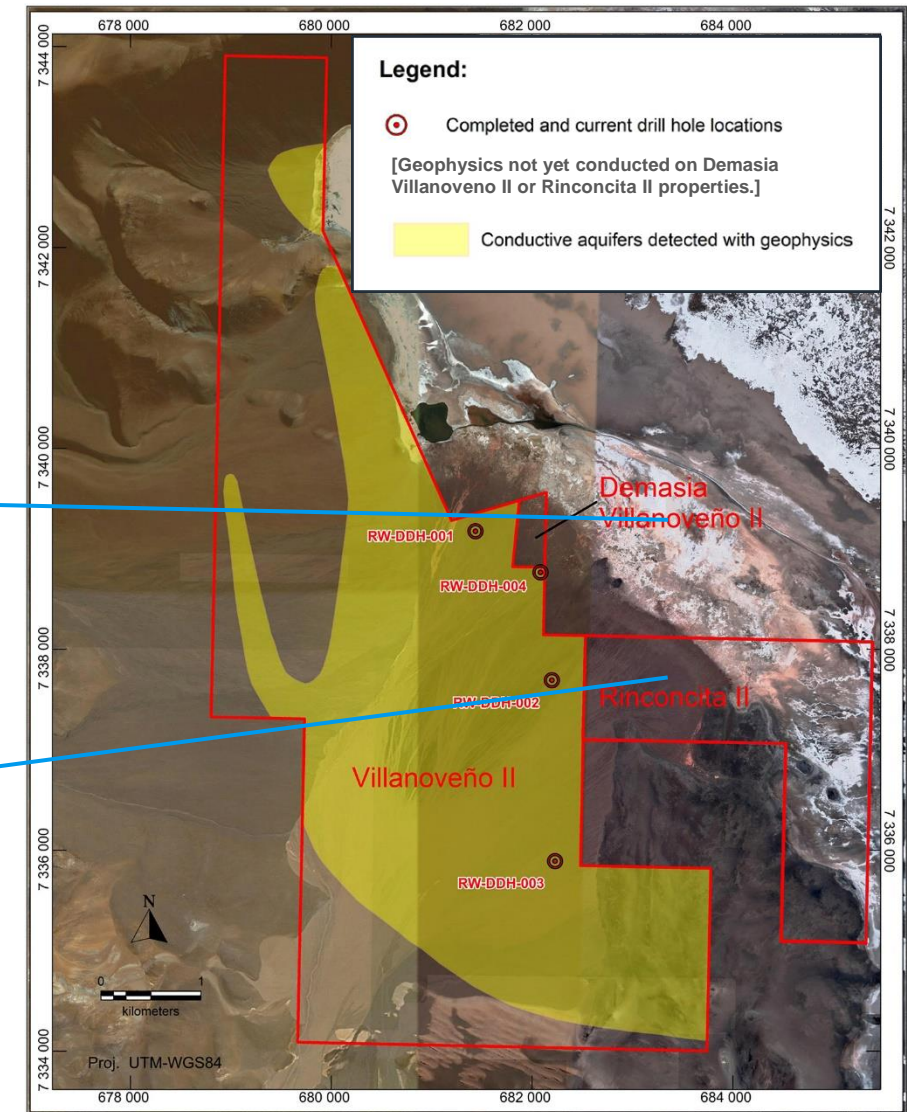 678 000
680 000
682 000
684 000
7 344 000
7 342 000
7 340 000
7 338 000
7 336 000
7 334 000
Legend:
Completed and current drill hole locations
[Geophysics not yet conducted on Demasia
Villanoveno II or Rinconcita II properties.]
Conductive aquifers detected with geophysics
7 342 000
7 340 000
7 338 000
7 336 000
Demasia
Villanoveño II
RW-DDH-001
RW-DDH-004
RW-DDH-002
Rinconcita II
Villanoveño II
RW-DDH-003
N
0
1
kilometers
Proj. UTM-WGS84
678 000
680 000
682 000
684 000